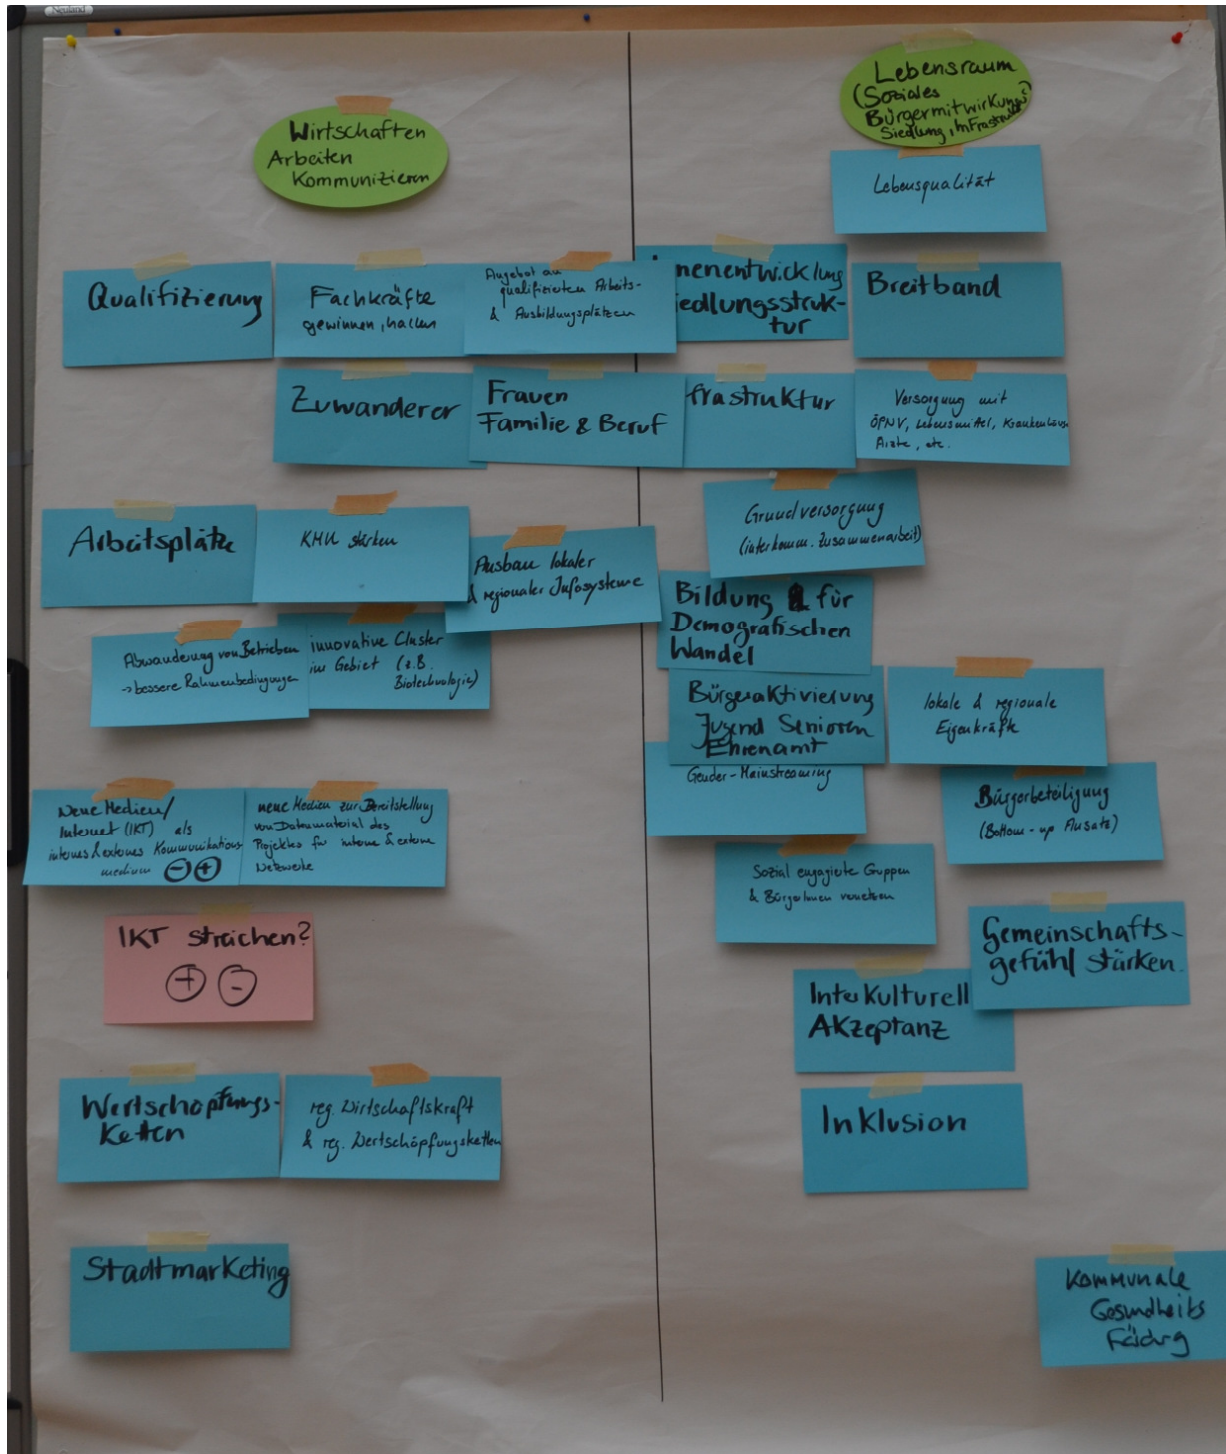 Neuland
Wirtschaften
Arbeiten
Kommunizieren
Qualifizierung
Fachkräfte
gewinnen, halten
Angebot an
qualifizierten Arbeits-
& Ausbildungsplätzen
Zuwanderer
Frauen
Familie & Beruf
Arbeitsplätze
KMU stärken
Ausbau lokaler
& regionaler Infosysteme
Abwanderung von Betrieben
->bessere Rahmenbedingungen
innovative Cluster
im Gebiet (z.B.
Biotechnologie)
Neue Medien/
Internet (IKT) als
internes & externes Kommunikations-
medium - +
neue Medien zur Bereitstellung
von Datenmaterial des
Projektes für interne & externe
Netzwerke
IKT streichen?
+ -
Wertschöpfungs-
Ketten
reg. Wirtschaftskraft
& reg. Wertschöpfungsketten
Stadtmarketing
Lebensraum
(Soziales
Bürgermitwirkung
Siedlung, Infrastruktur)
Lebensqualität
nenentwicklung
iedlungsstruk-
tur
Breitband
frastruktur
Versorgung mit
ÖPNV, Lebensmittel, Krankenhäus
Ärzte, etc.
Grundversorgung
(interkomm. Zusammenarbeit)
Bildung für
Demografischen
Wandel
Bürgeraktivierung
Jugend Senioren
Ehrenamt
lokale & regionale
Eigenkräfte
Gender-Mainstreaming
Bürgerbeteiligung
(Bottom-up Ansatz)
Sozial engagierte Gruppen
& BürgerInnen vernetzen
Gemeinschafts-
gefühl stärken.
Interkulturell
Akzeptanz
Inklusion
Kommunale
Gesundheits